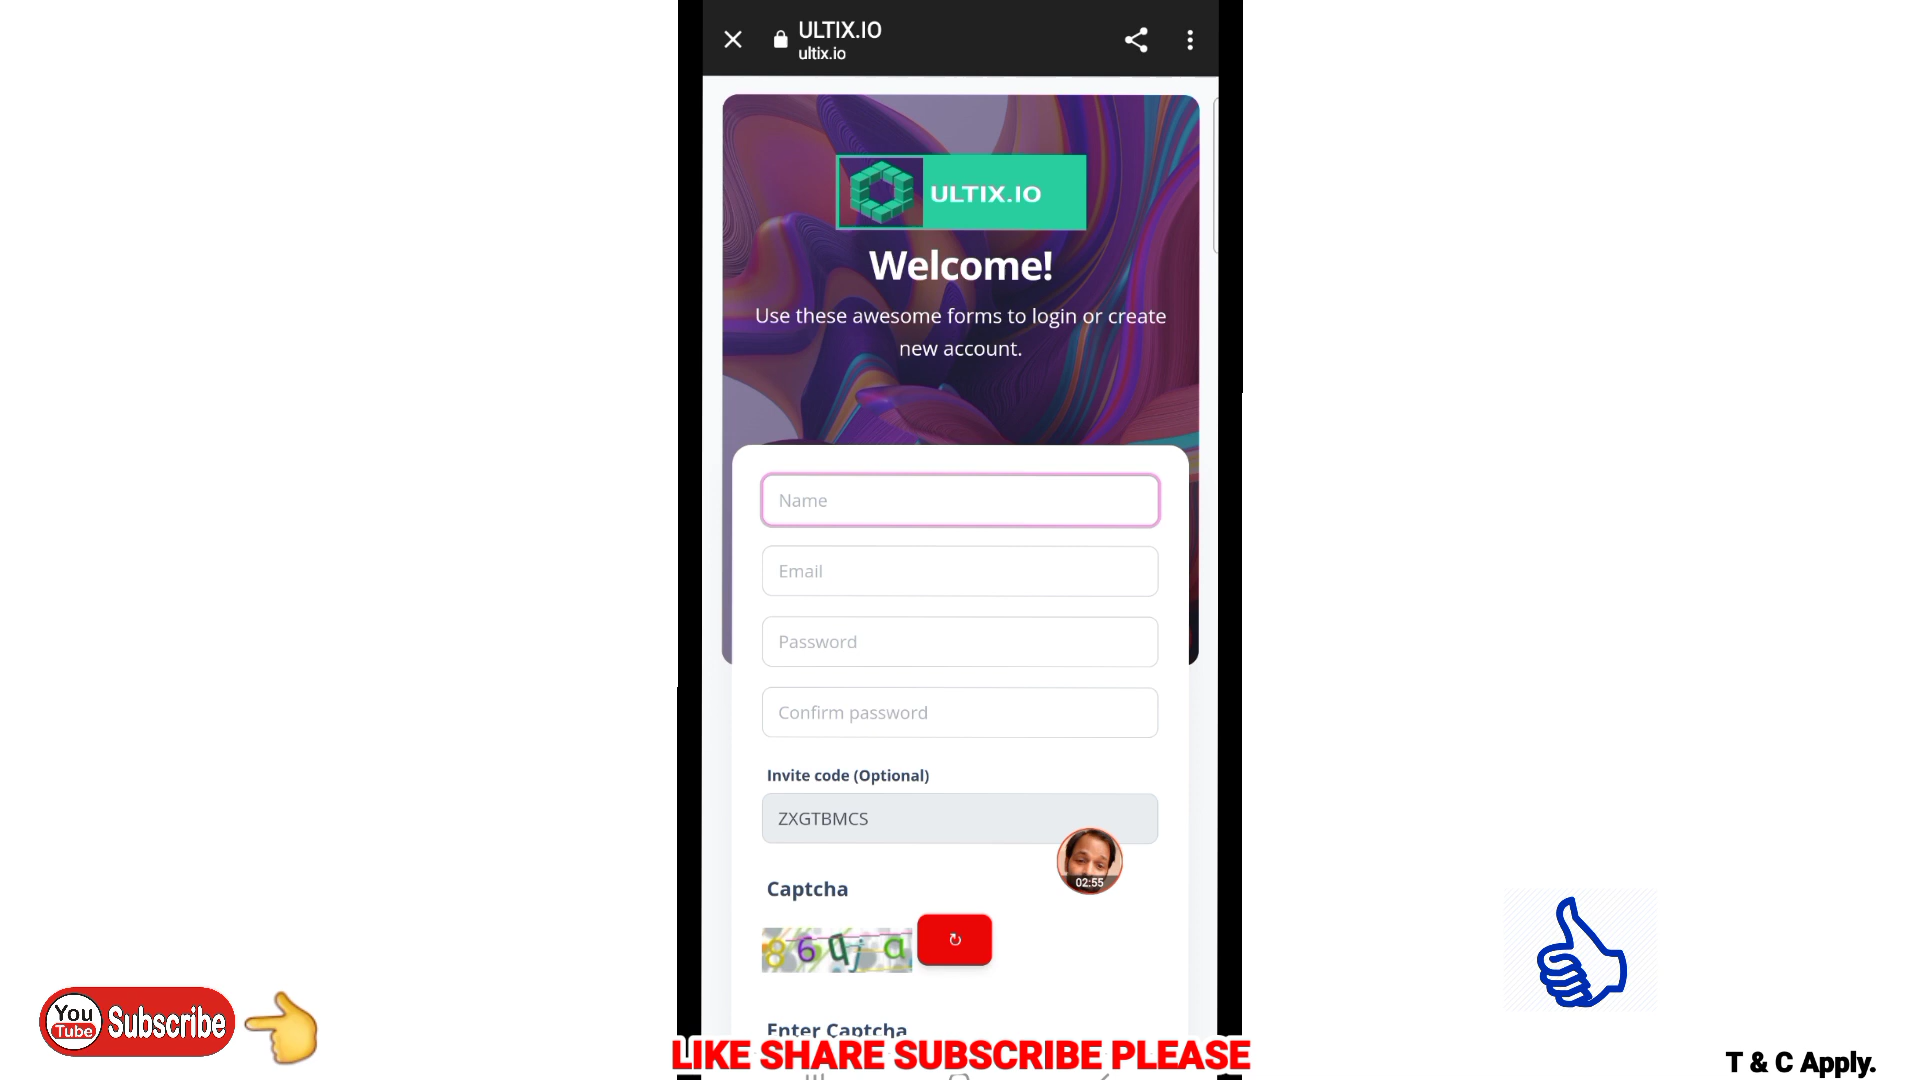 ULTIX.IO
ultix.io
ULTIX.IO
Welcome!
Use these awesome forms to login or create
new account.
Name
Email
Password
Confirm password
Invite code (Optional)
ZXGTBMCS
02:55
Captcha
86qja
↻
Enter Captcha
You
Tube
Subscribe
LIKE SHARE SUBSCRIBE PLEASE
T & C Apply.